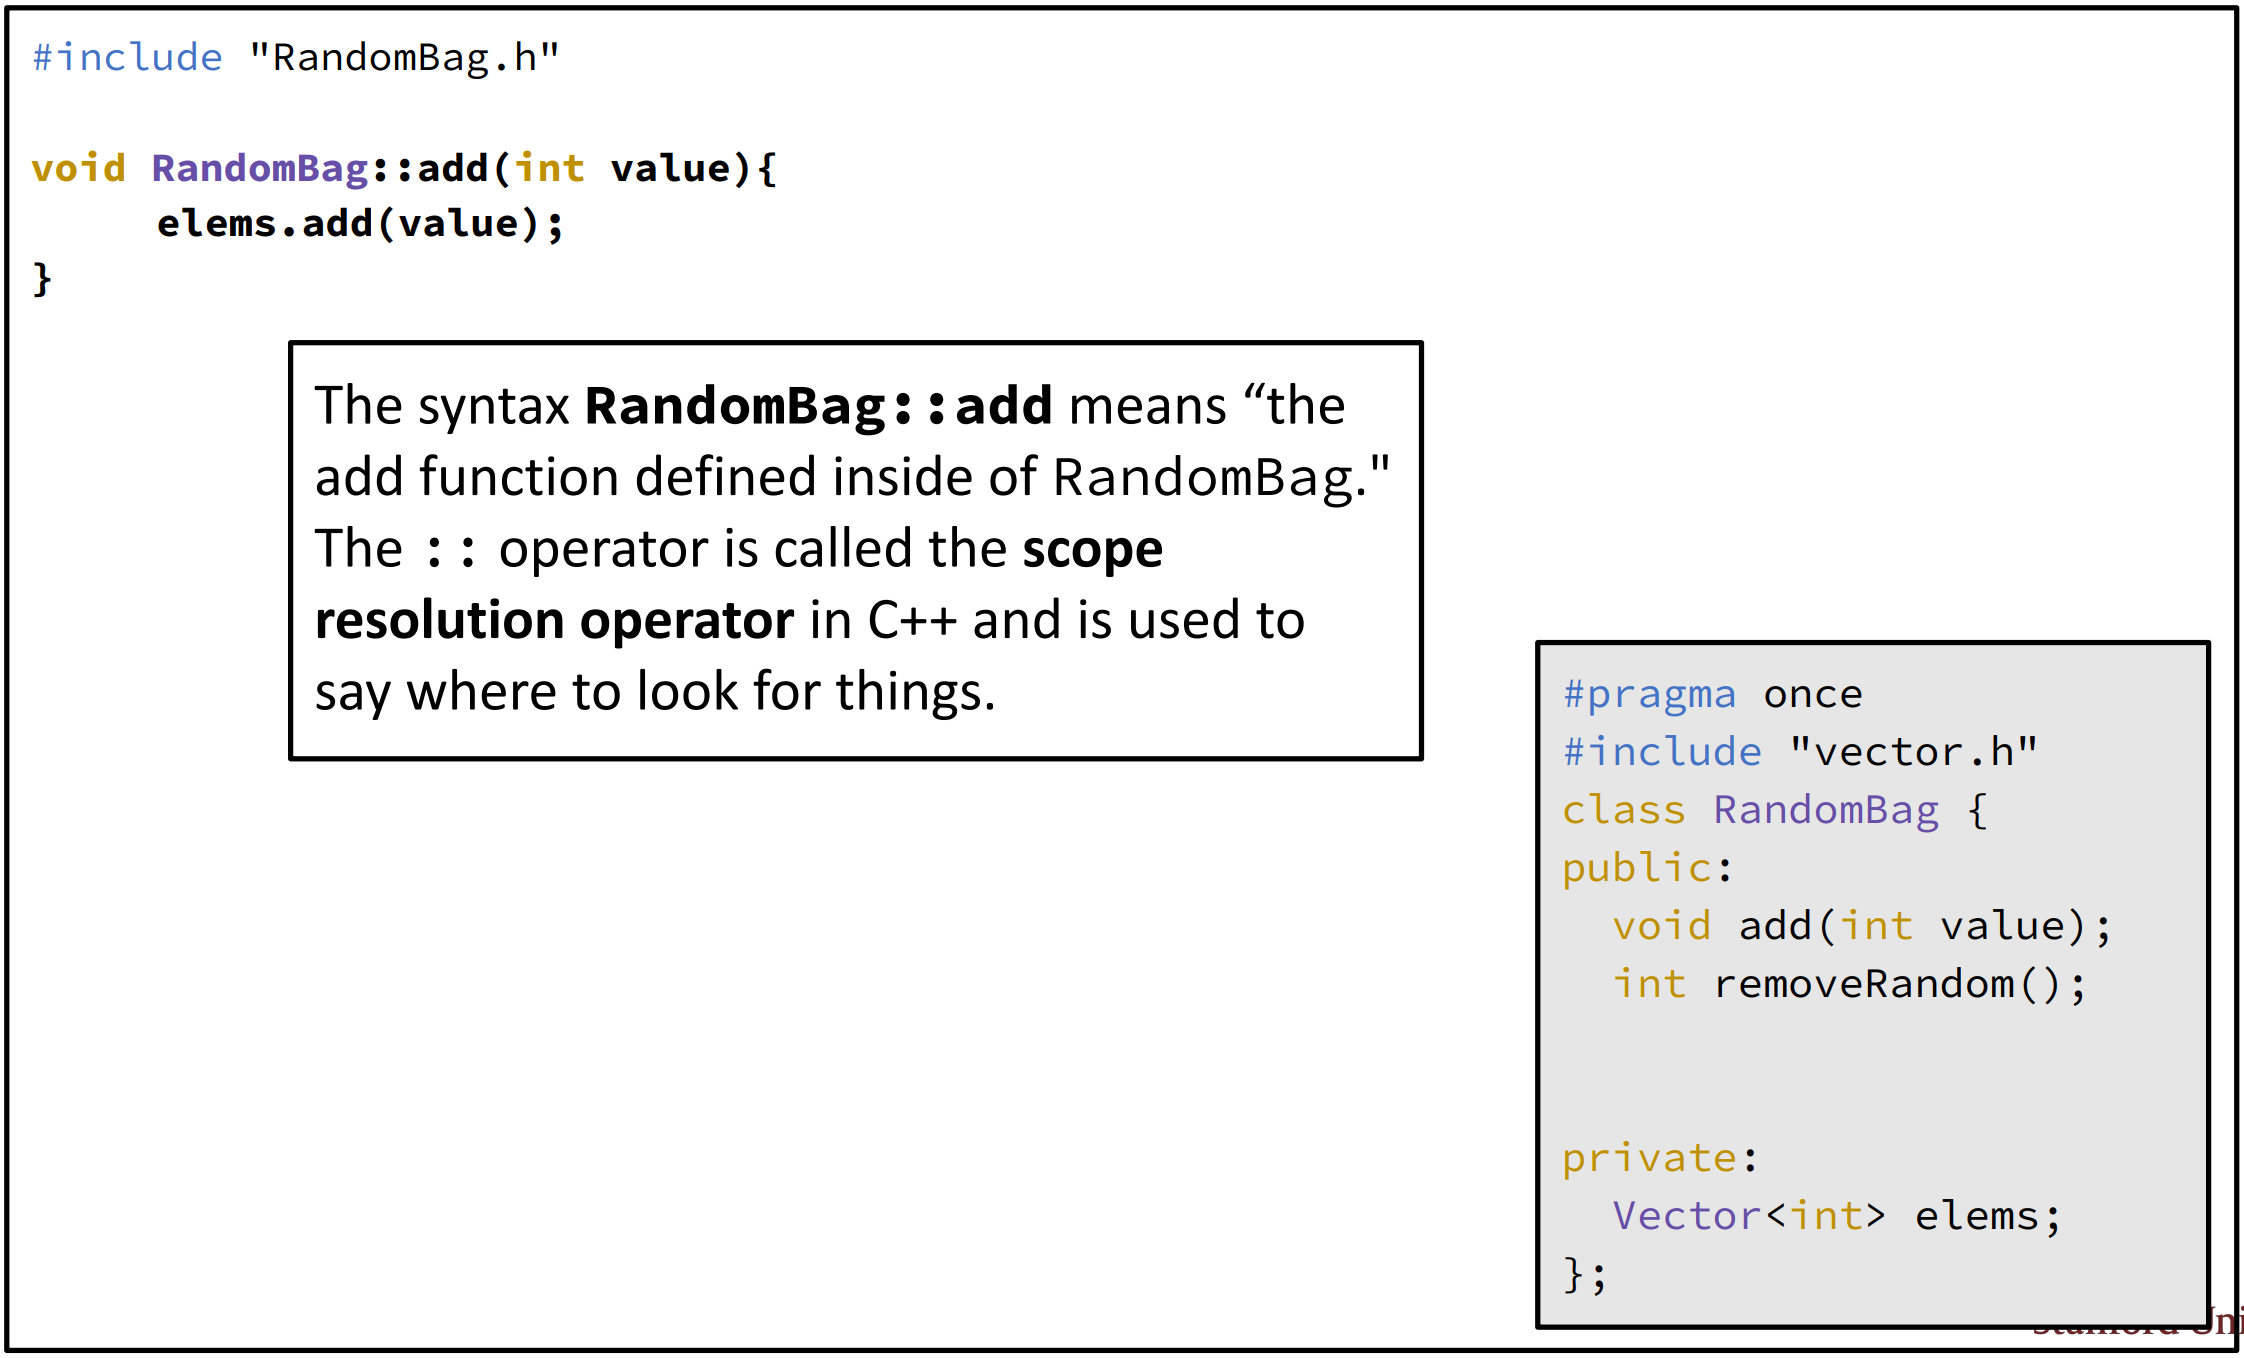 #include "RandomBag.h"
void RandomBag::add(int value){
elems.add(value);
}
The syntax RandomBag::add means “the
add function defined inside of RandomBag."
The :: operator is called the scope
resolution operator in C++ and is used to
say where to look for things.
#pragma once
#include "vector.h"
class RandomBag {
public:
void add(int value);
int removeRandom();
private:
Vector<int> elems;
};